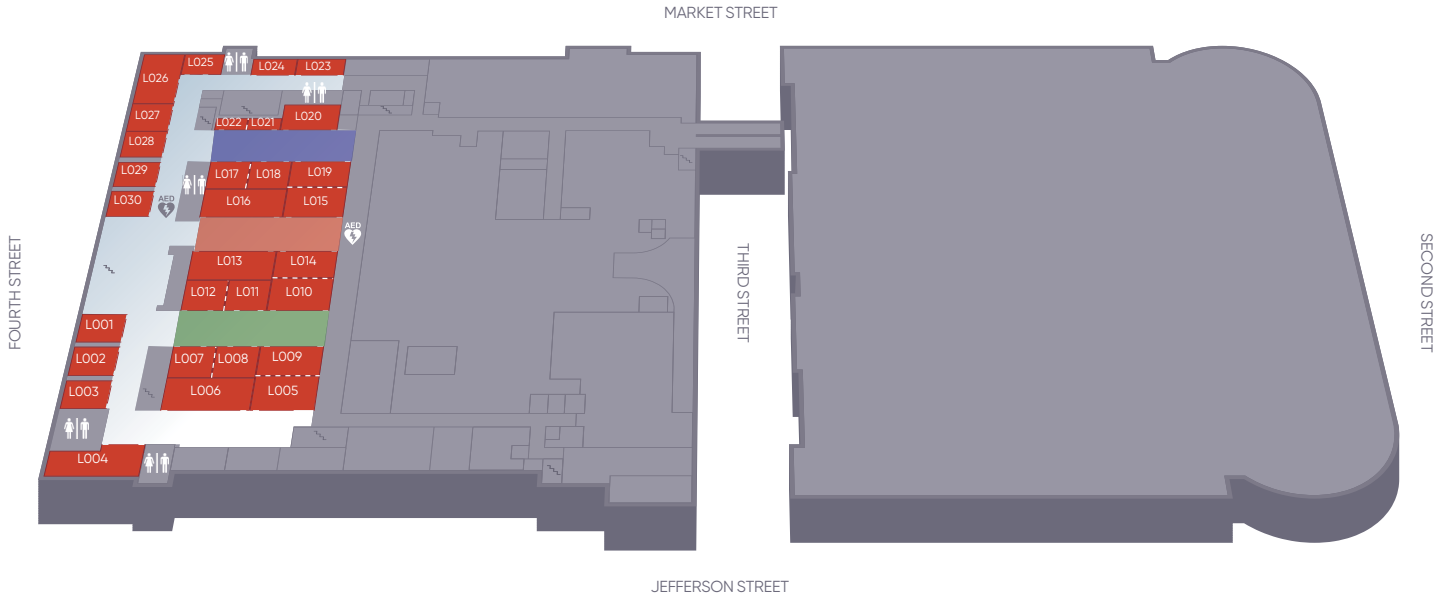 MARKET STREET
L025
L024
L023
L026
L027
L020
L022
L021
L028
L029
L017
L018
L019
L030
AED
L016
L015
AED
L013
L014
L012
L011
L010
L001
L002
L007
L008
L009
L003
L006
L005
L004
FOURTH STREET
THIRD STREET
SECOND STREET
JEFFERSON STREET